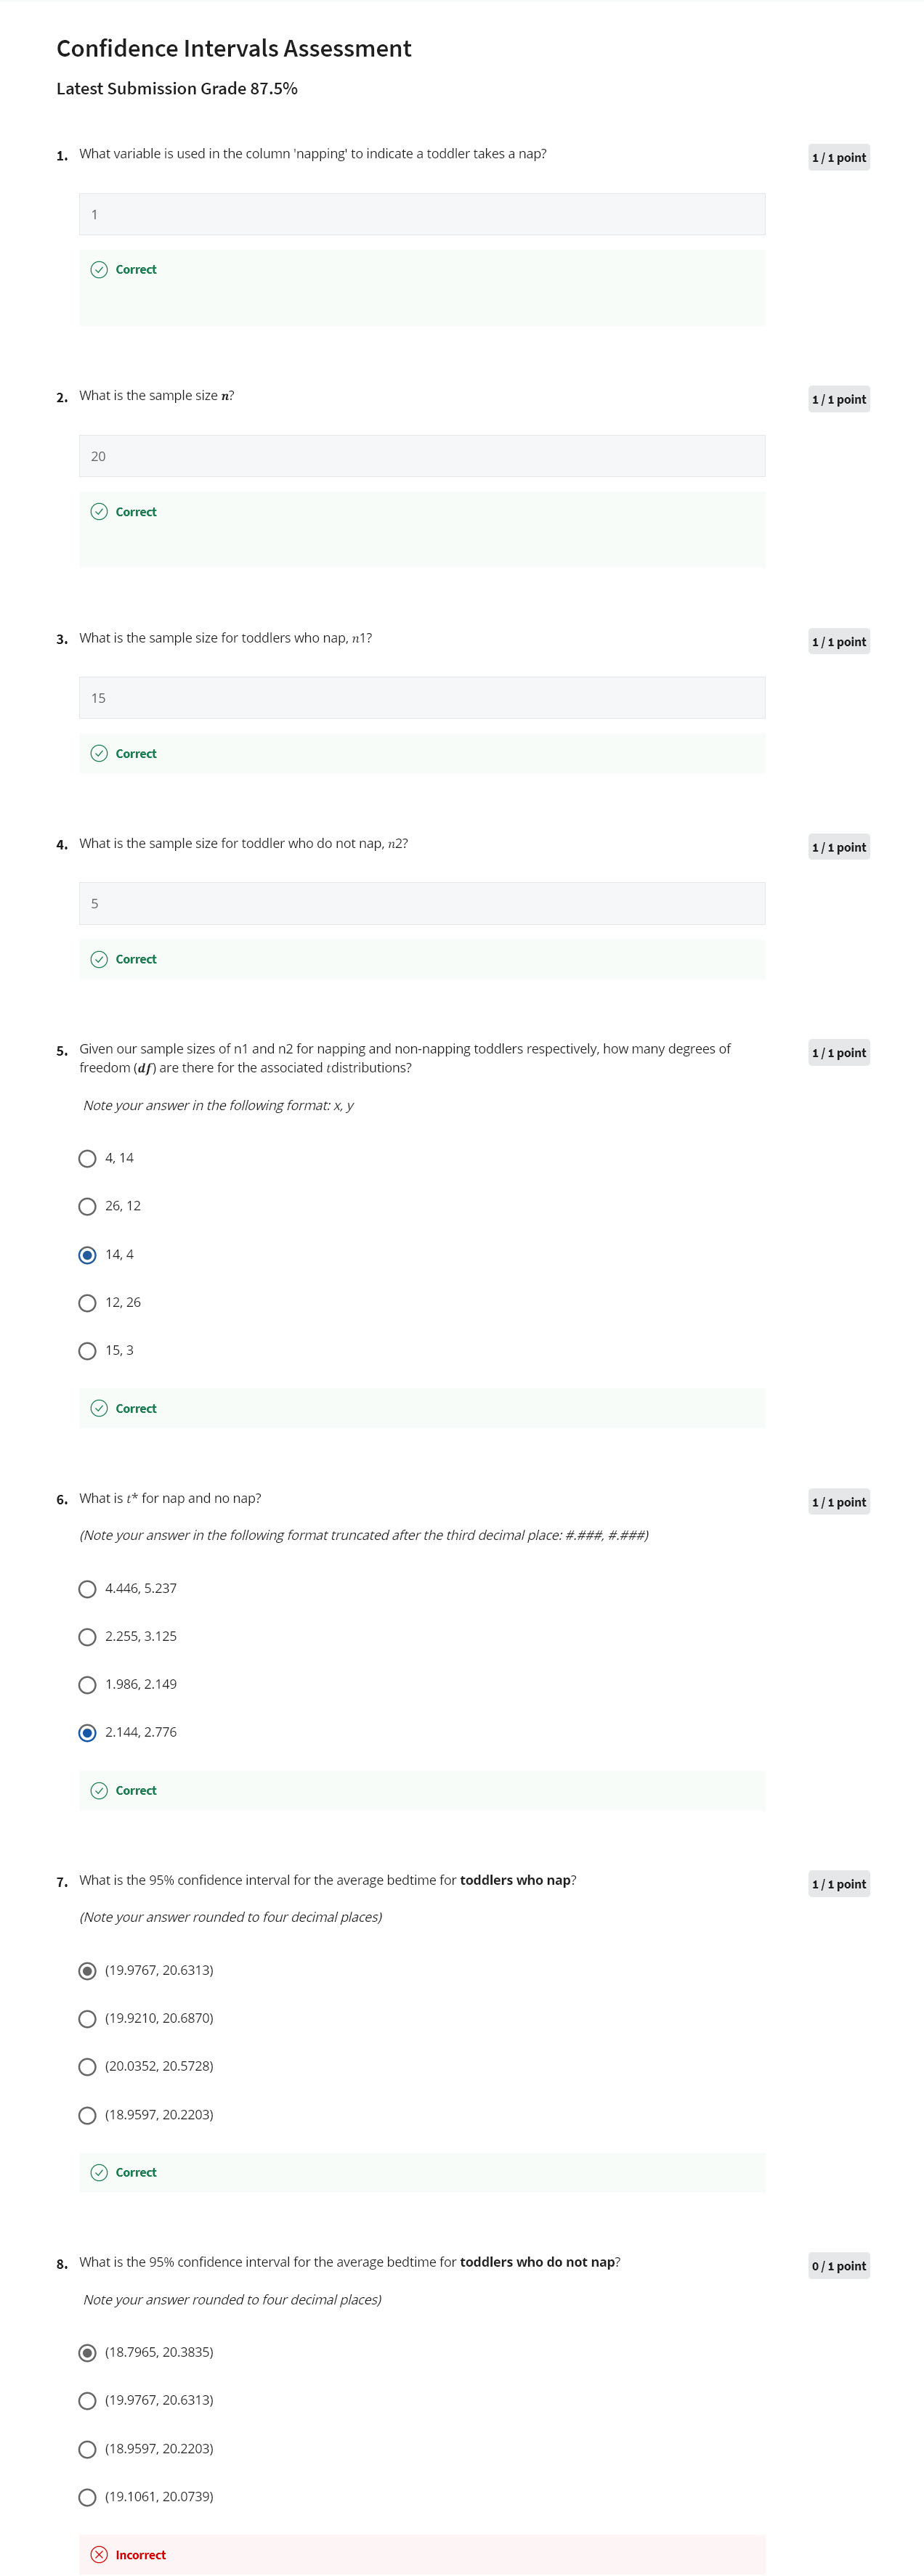 Confidence Intervals Assessment
Latest Submission Grade 87.5%
1. What variable is used in the column 'napping' to indicate a toddler takes a nap?
1 / 1 point
1
Correct
2. What is the sample size n?
1 / 1 point
20
Correct
3. What is the sample size for toddlers who nap, n1?
1 / 1 point
15
Correct
4. What is the sample size for toddler who do not nap, n2?
1 / 1 point
5
Correct
5. Given our sample sizes of n1 and n2 for napping and non-napping toddlers respectively, how many degrees of
1 / 1 point
freedom (df) are there for the associated tdistributions?
Note your answer in the following format: x, y
4, 14
26, 12
14, 4
12, 26
15, 3
Correct
6. What is t* for nap and no nap?
1 / 1 point
(Note your answer in the following format truncated after the third decimal place: #.###, #.###)
4.446, 5.237
2.255, 3.125
1.986, 2.149
2.144, 2.776
Correct
7. What is the 95% confidence interval for the average bedtime for toddlers who nap?
1 / 1 point
(Note your answer rounded to four decimal places)
(19.9767, 20.6313)
(19.9210, 20.6870)
(20.0352, 20.5728)
(18.9597, 20.2203)
Correct
8. What is the 95% confidence interval for the average bedtime for toddlers who do not nap?
0 / 1 point
Note your answer rounded to four decimal places)
(18.7965, 20.3835)
(19.9767, 20.6313)
(18.9597, 20.2203)
(19.1061, 20.0739)
Incorrect